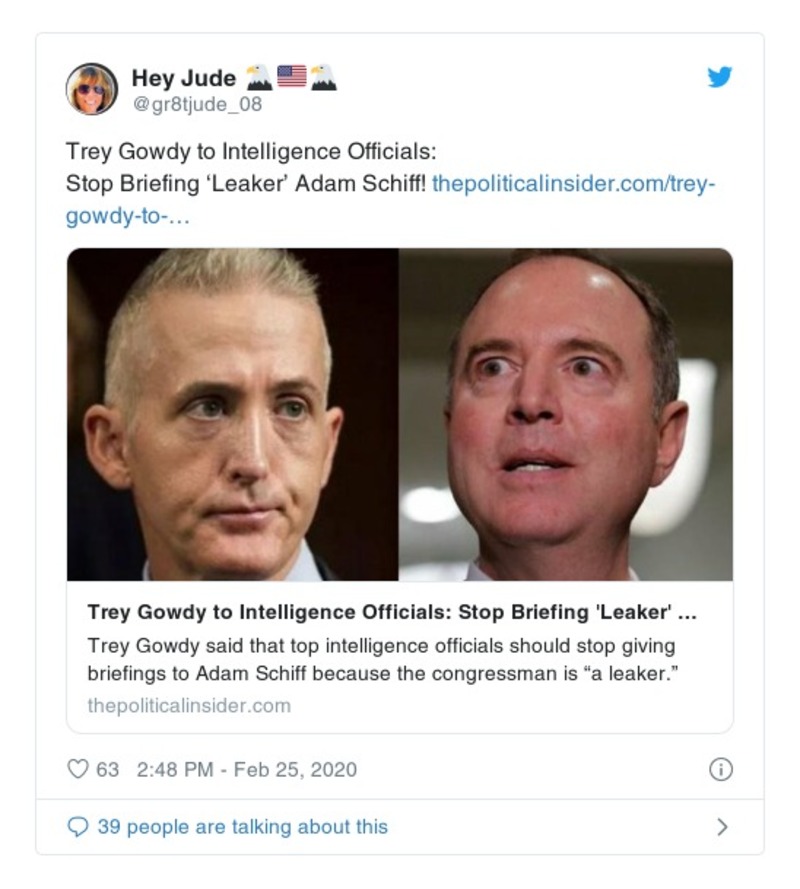 Hey Jude 🦅🇺🇸🦅
@gr8tjude_08
Trey Gowdy to Intelligence Officials:
Stop Briefing ‘Leaker’ Adam Schiff! thepoliticalinsider.com/trey-
gowdy-to-…
Trey Gowdy to Intelligence Officials: Stop Briefing 'Leaker' ...
Trey Gowdy said that top intelligence officials should stop giving
briefings to Adam Schiff because the congressman is “a leaker.”
thepoliticalinsider.com
63 2:48 PM - Feb 25, 2020
39 people are talking about this